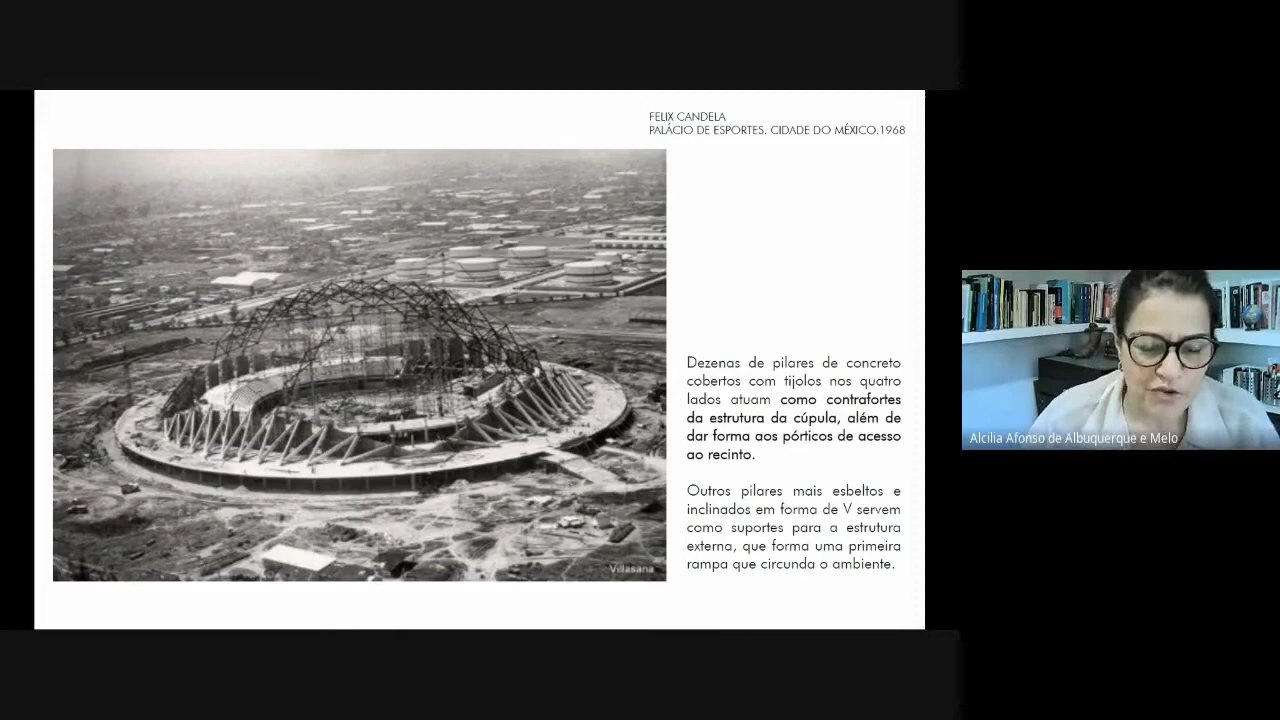 FELIX CANDELA
PALÁCIO DE ESPORTES. CIDADE DO MÉXICO.1968
Dezenas de pilares de concreto
cobertos com tijolos nos quatro
lados atuam como contrafortes
da estrutura da cúpula, além de
dar forma aos pórticos de acesso
ao recinto.
Outros pilares mais esbeltos e
inclinados em forma de V servem
como suportes para a estrutura
externa, que forma uma primeira
rampa que circunda o ambiente.
Villasana
Alcilia Afonso de Albuquerque e Melo